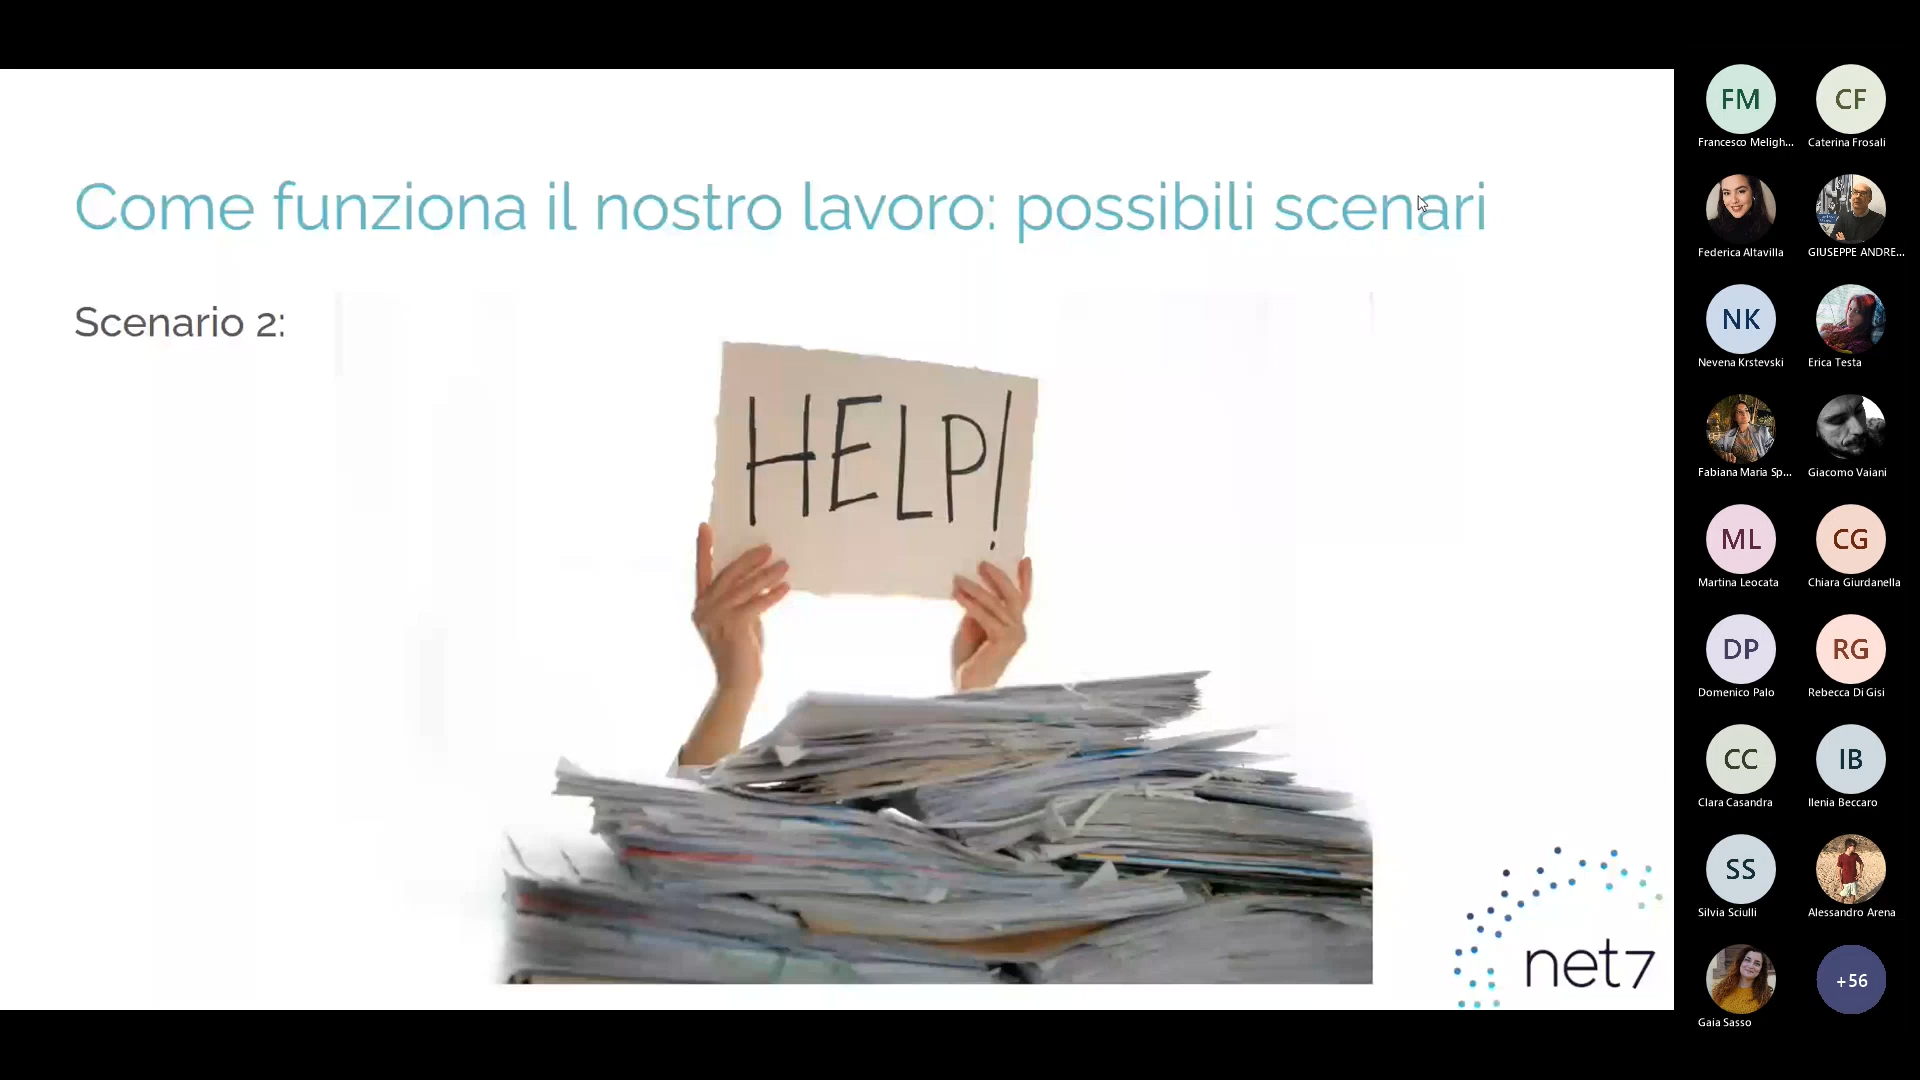 Come funziona il nostro lavoro: possibili scenari
Scenario 2:
HELP!
net7
FM
CF
Francesco Meligh...
Caterina Frosali
Federica Altavilla
GIUSEPPE ANDRE...
NK
Nevena Krstevski
Erica Testa
Fabiana Maria Sp...
Giacomo Vaiani
ML
CG
Martina Leocata
Chiara Giurdanella
DP
RG
Domenico Palo
Rebecca Di Gisi
CC
IB
Clara Casandra
Ilenia Beccaro
SS
Silvia Sciulli
Alessandro Arena
+56
Gaia Sasso